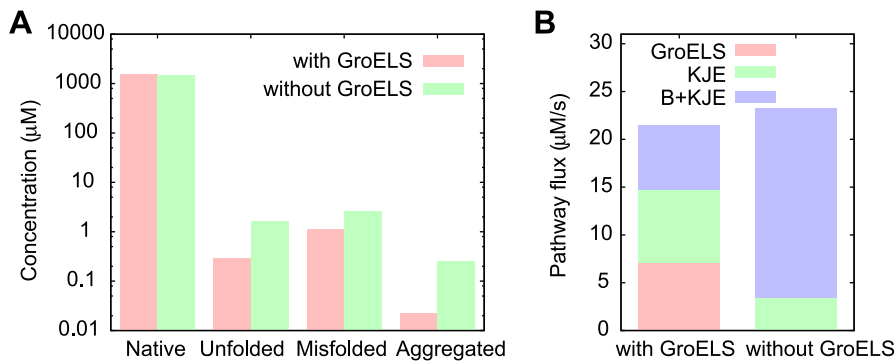 A
Concentration (μM)
10000
1000
100
10
1
0.1
0.01
with GroELS
without GroELS
Native Unfolded Misfolded Aggregated
B
Pathway flux (μM/s)
30
25
20
15
10
5
0
GroELS
KJE
B+KJE
with GroELS without GroELS